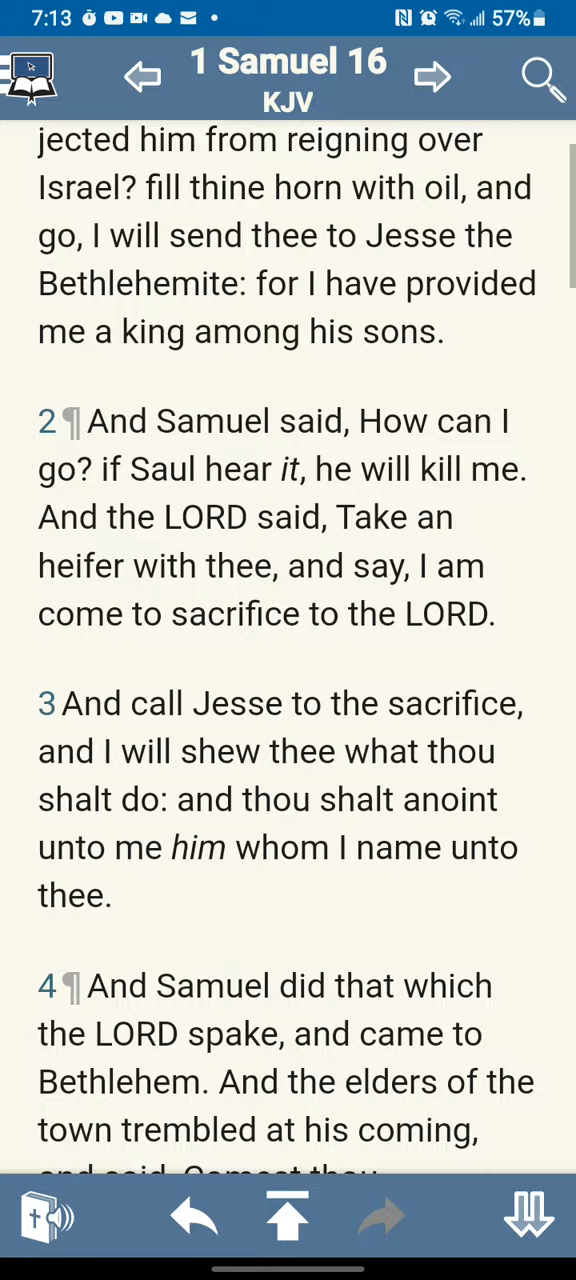 7:13 57%
1 Samuel 16
KJV
jected him from reigning over
Israel? fill thine horn with oil, and
go, I will send thee to Jesse the
Bethlehemite: for I have provided
me a king among his sons.
2 ¶ And Samuel said, How can I
go? if Saul hear it, he will kill me.
And the LORD said, Take an
heifer with thee, and say, I am
come to sacrifice to the LORD.
3 And call Jesse to the sacrifice,
and I will shew thee what thou
shalt do: and thou shalt anoint
unto me him whom I name unto
thee.
4 ¶ And Samuel did that which
the LORD spake, and came to
Bethlehem. And the elders of the
town trembled at his coming,
and said, Comest thou